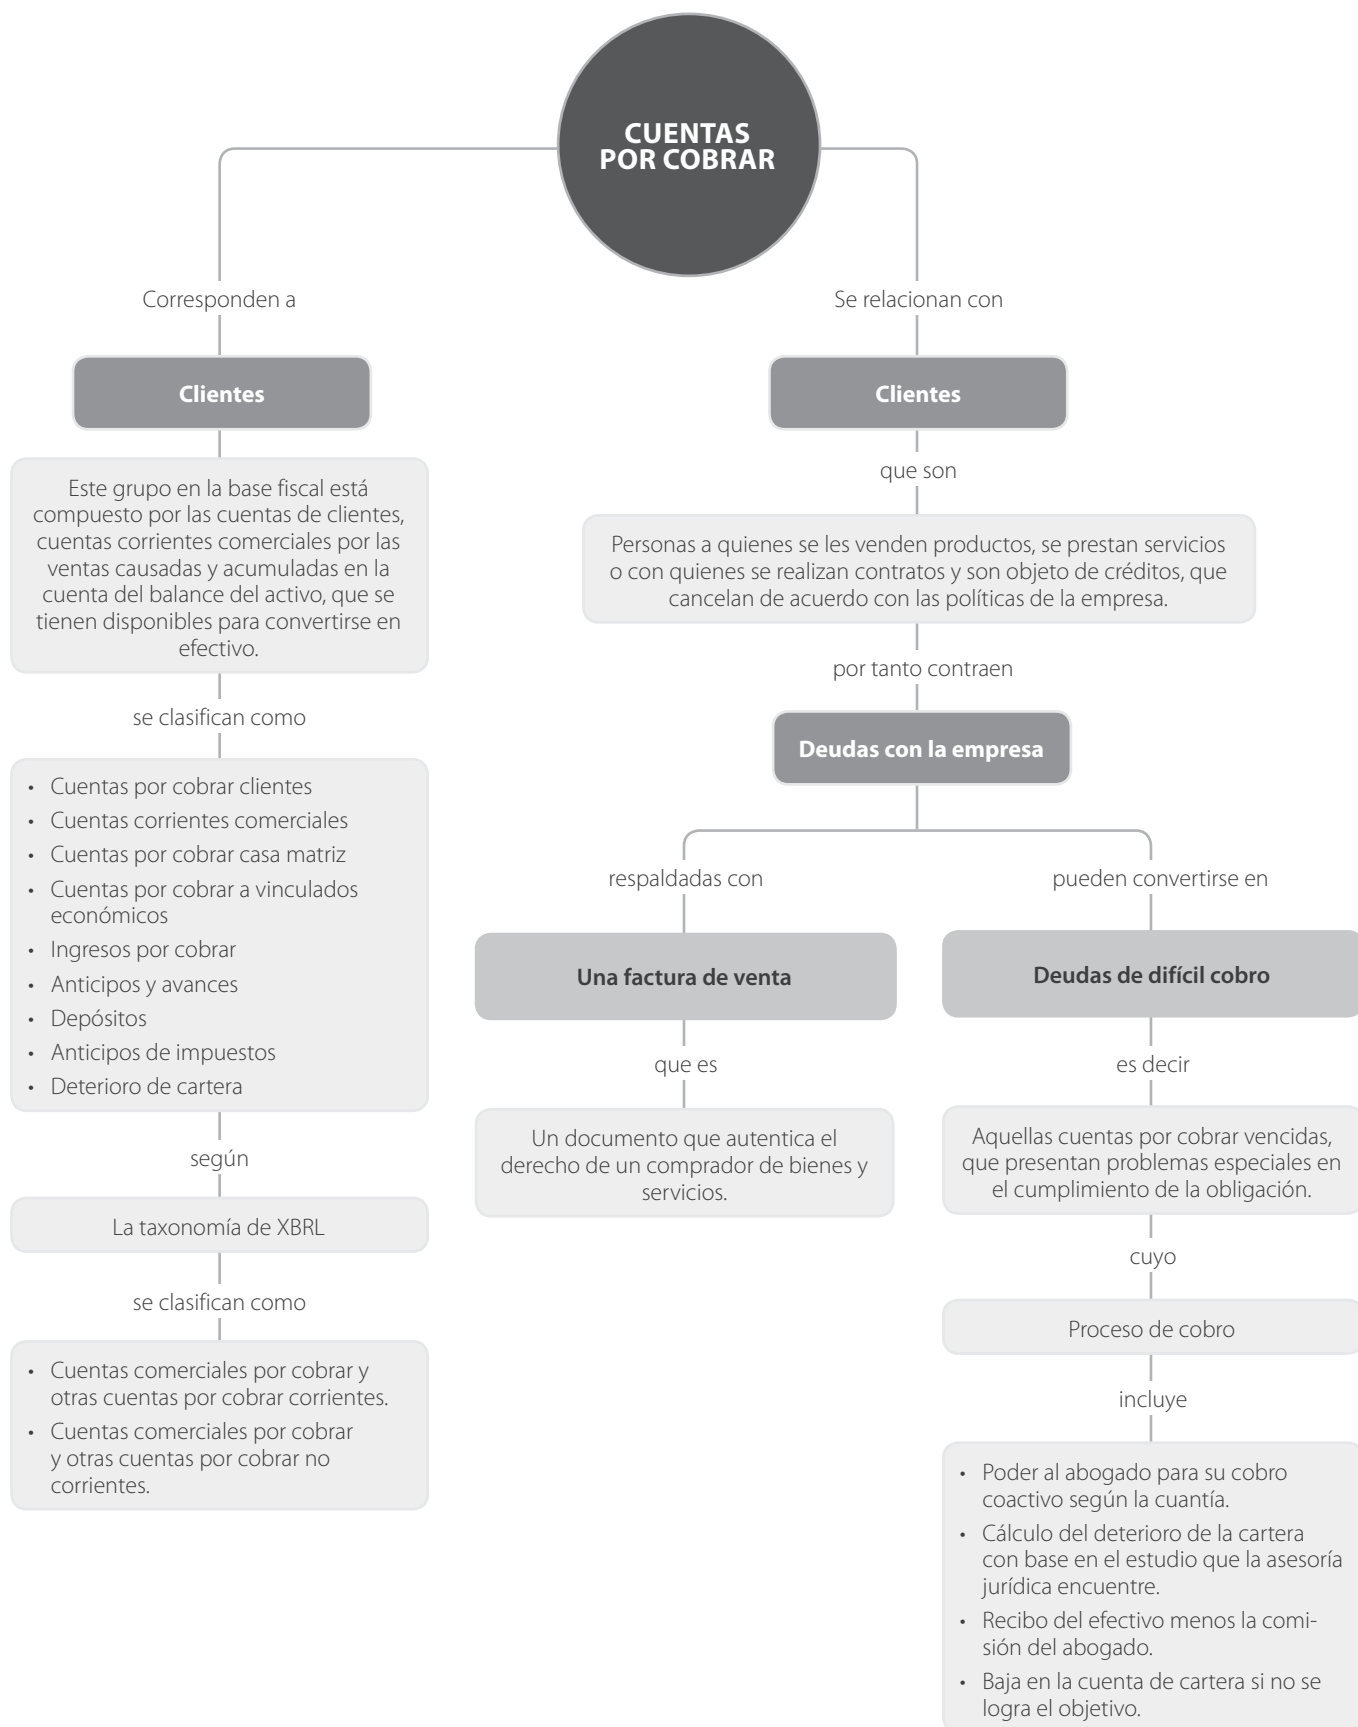 CUENTAS
POR COBRAR
Corresponden a
Clientes
Este grupo en la base fiscal está
compuesto por las cuentas de clientes,
cuentas corrientes comerciales por las
ventas causadas y acumuladas en la
cuenta del balance del activo, que se
tienen disponibles para convertirse en
efectivo.
se clasifican como
• Cuentas por cobrar clientes
• Cuentas corrientes comerciales
• Cuentas por cobrar casa matriz
• Cuentas por cobrar a vinculados
económicos
• Ingresos por cobrar
• Anticipos y avances
• Depósitos
• Anticipos de impuestos
• Deterioro de cartera
según
La taxonomía de XBRL
se clasifican como
• Cuentas comerciales por cobrar y
otras cuentas por cobrar corrientes.
• Cuentas comerciales por cobrar
y otras cuentas por cobrar no
corrientes.
Se relacionan con
Clientes
que son
Personas a quienes se les venden productos, se prestan servicios
o con quienes se realizan contratos y son objeto de créditos, que
cancelan de acuerdo con las políticas de la empresa.
por tanto contraen
Deudas con la empresa
respaldadas con
Una factura de venta
que es
Un documento que autentica el
derecho de un comprador de bienes y
servicios.
pueden convertirse en
Deudas de difícil cobro
es decir
Aquellas cuentas por cobrar vencidas,
que presentan problemas especiales en
el cumplimiento de la obligación.
cuyo
Proceso de cobro
incluye
• Poder al abogado para su cobro
coactivo según la cuantía.
• Cálculo del deterioro de la cartera
con base en el estudio que la asesoría
jurídica encuentre.
• Recibo del efectivo menos la comi-
sión del abogado.
• Baja en la cuenta de cartera si no se
logra el objetivo.